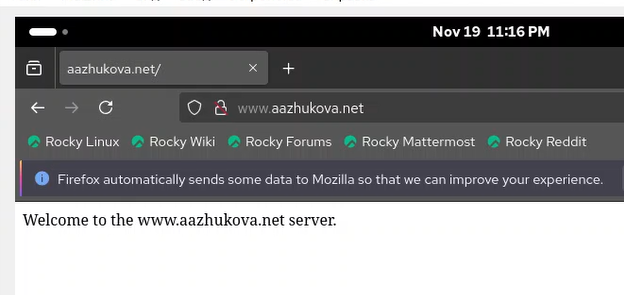 Nov 19 11:16 PM
aazhukova.net/
www.aazhukova.net
Rocky Linux Rocky Wiki Rocky Forums Rocky Mattermost Rocky Reddit
Firefox automatically sends some data to Mozilla so that we can improve your experience.
Welcome to the www.aazhukova.net server.